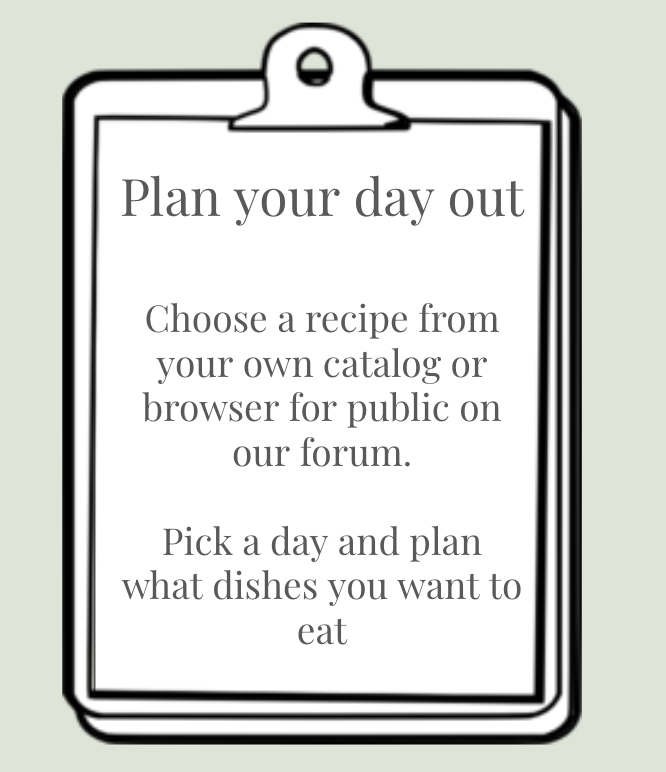 Plan your day out
Choose a recipe from
your own catalog or
browser for public on
our forum.
Pick a day and plan
what dishes you want to
eat